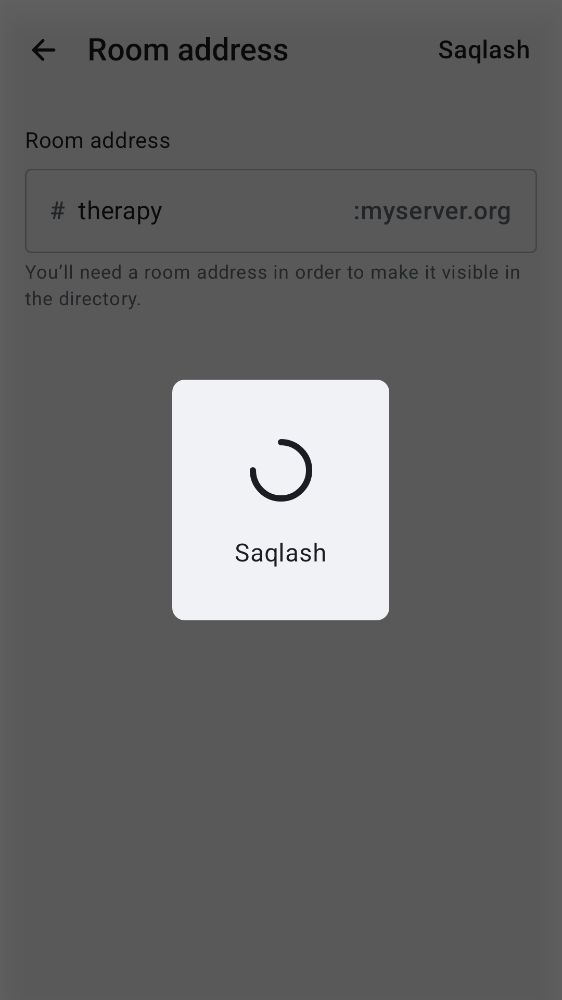 Room address
Saqlash
Room address
# therapy :myserver.org
You’ll need a room address in order to make it visible in
the directory.
Saqlash